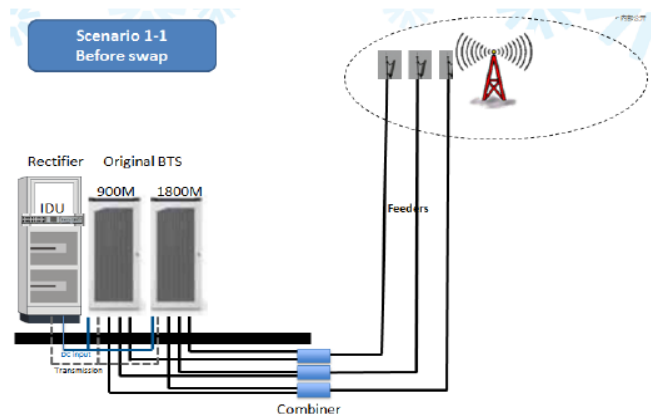 Scenario 1-1
Before swap
Rectifier
Original BTS
900M
1800M
IDU
Feeders
DC input
Transmission
Combiner